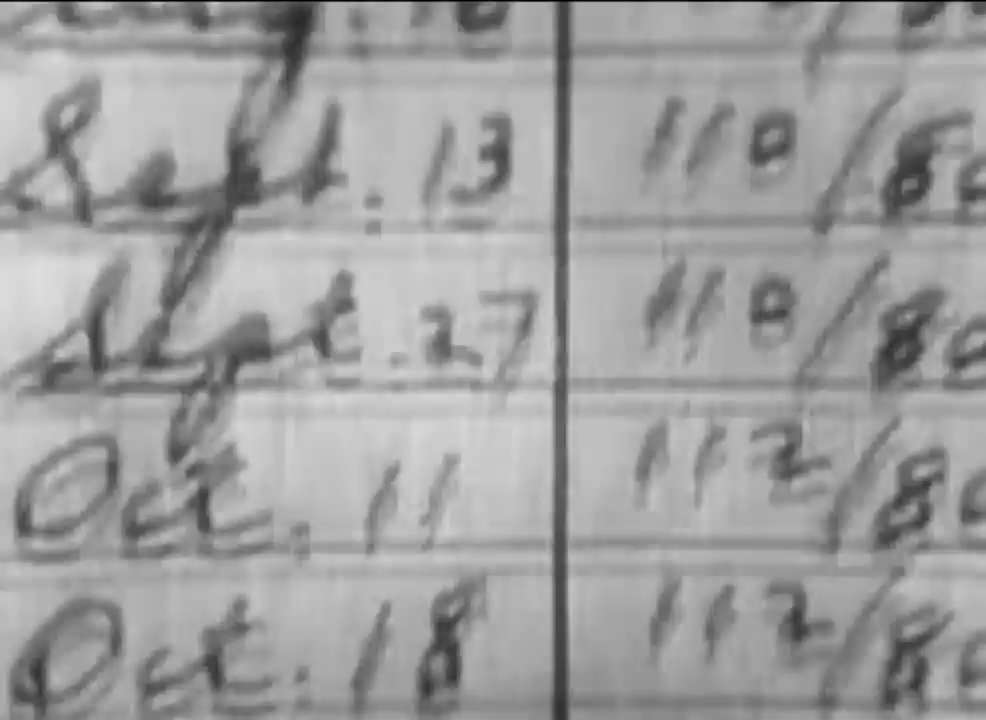 Sept. 13 110/80
Sept. 27 110/80
Oct. 11 112/80
Oct. 18 112/80